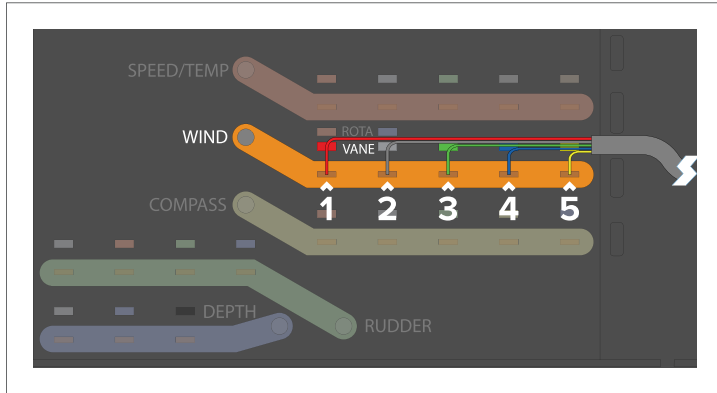 SPEED/TEMP
ROTA
WIND
VANE
1 2 3 4 5
COMPASS
DEPTH
RUDDER